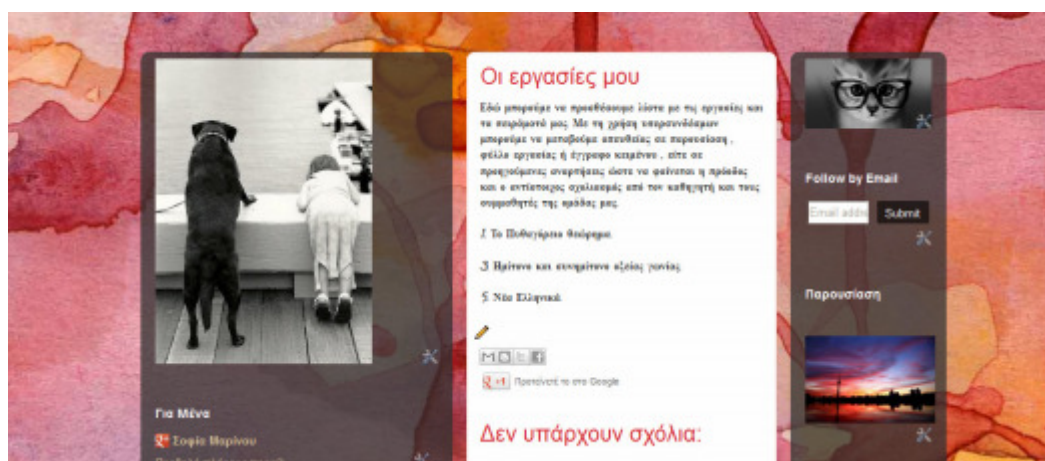 Οι εργασίες μου
Εδώ μπορούμε να προσθέσουμε λίστα με τις εργασίες και
τα πειράματά μας. Με τη χρήση υπερσυνδέσμων
μπορούμε να μεταβούμε απευθείας σε παρουσίαση ,
φύλλο εργασίας ή έγγραφο κειμένου , είτε σε
προηγούμενες αναρτήσεις ώστε να φαίνεται η πρόοδος
και ο αντίστοιχος σχολιασμός από τον καθηγητή και τους
συμμαθητές της ομάδας μας.
1. Το Πυθαγόρειο θεώρημα.
3. Ημίτονο και συνημίτονο οξείας γωνίας.
5. Νέα Ελληνικά.
g +1 Προτείνετέ το στο Google
Δεν υπάρχουν σχόλια:
Για Μένα
Σοφία Μαρίνου
Follow by Email
Email addre Submit
Παρουσίαση